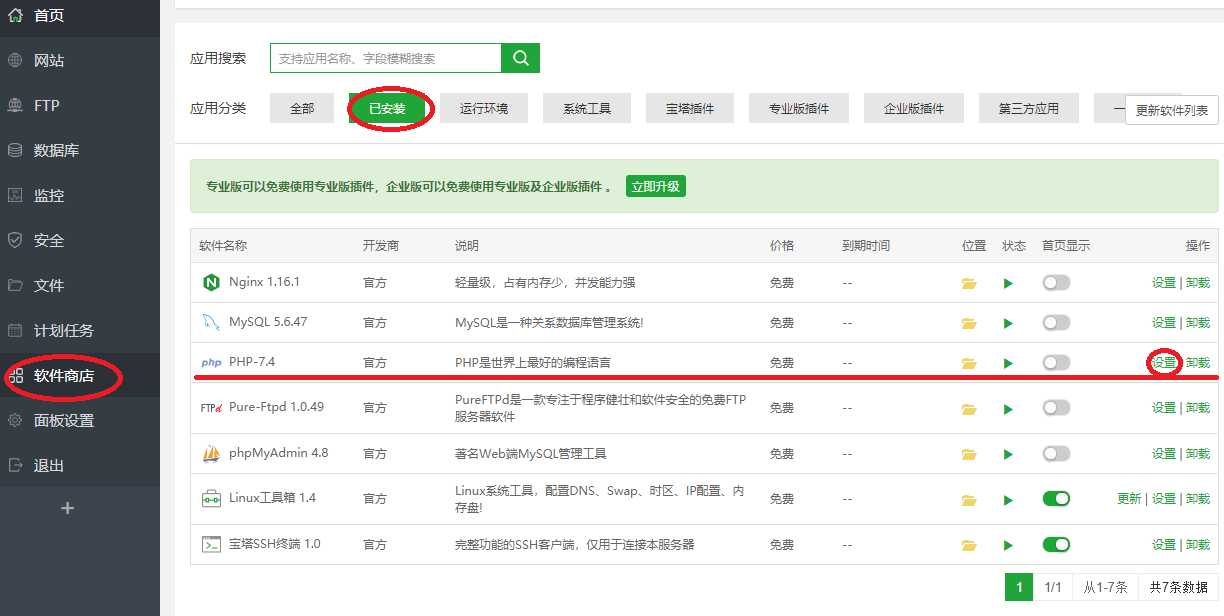 首页
网站
FTP
数据库
监控
安全
文件
计划任务
软件商店
面板设置
退出
+
应用搜索 支持应用名称、字段模糊搜索
应用分类 全部 已安装 运行环境 系统工具 宝塔插件 专业版插件 企业版插件 第三方应用 一 更新软件列表
专业版可以免费使用专业版插件，企业版可以免费使用专业版及企业版插件 。 立即升级
软件名称 开发商 说明 价格 到期时间 位置 状态 首页显示 操作
Nginx 1.16.1 官方 轻量级，占有内存少，并发能力强 免费 -- 设置 | 卸载
MySQL 5.6.47 官方 MySQL是一种关系数据库管理系统! 免费 -- 设置 | 卸载
php PHP-7.4 官方 PHP是世界上最好的编程语言 免费 -- 设置 | 卸载
FTPd Pure-Ftpd 1.0.49 官方 PureFTPd是一款专注于程序健壮和软件安全的免费FTP
服务器软件 免费 -- 设置 | 卸载
phpMyAdmin 4.8 官方 著名Web端MySQL管理工具 免费 -- 设置 | 卸载
Linux工具箱 1.4 官方 Linux系统工具，配置DNS、Swap、时区、IP配置、内
存盘! 免费 -- 更新 | 设置 | 卸载
宝塔SSH终端 1.0 官方 完整功能的SSH客户端，仅用于连接本服务器 免费 -- 设置 | 卸载
1 1/1 从1-7条 共7条数据